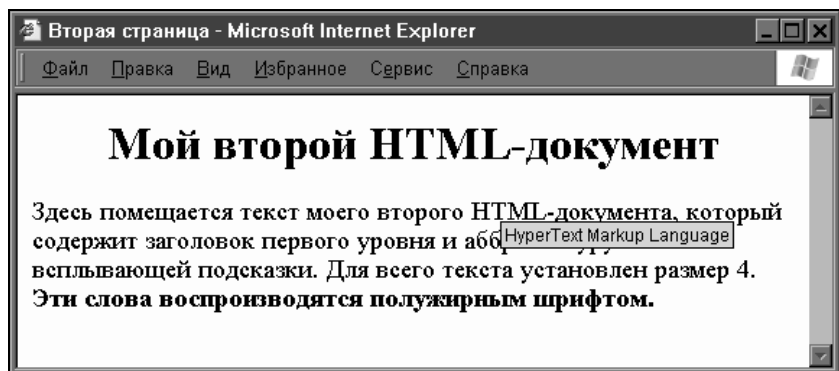 Вторая страница - Microsoft Internet Explorer
Файл Правка Вид Избранное Сервис Справка
Мой второй HTML-документ
Здесь помещается текст моего второго HTML-документа, который
содержит заголовок первого уровня и абб
HyperText Markup Language
всплывающей подсказки. Для всего текста установлен размер 4.
Эти слова воспроизводятся полужирным шрифтом.